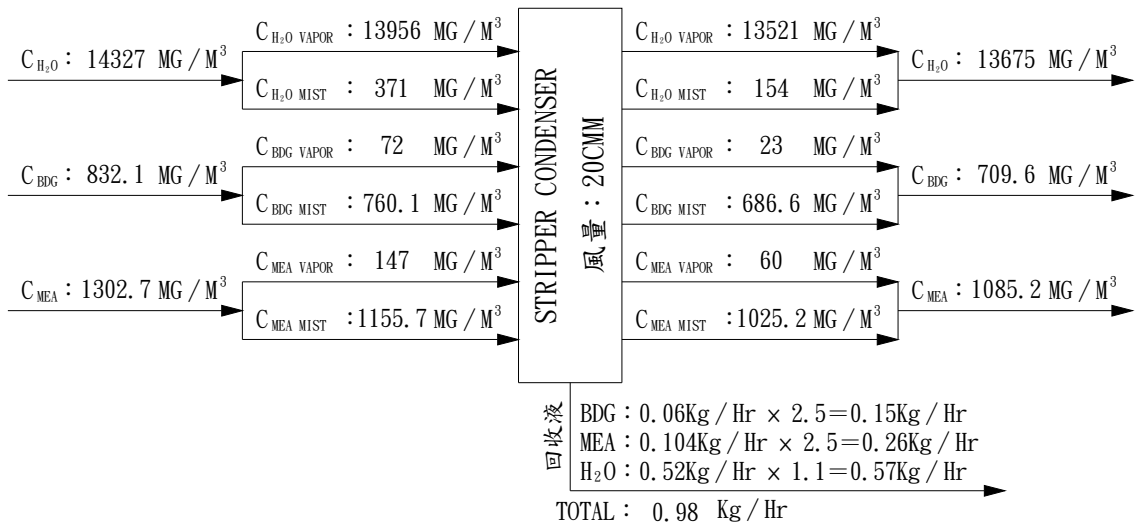 C H₂O : 14327 MG/M³
C H₂O VAPOR : 13956 MG/M³
C H₂O MIST : 371 MG/M³
C BDG : 832.1 MG/M³
C BDG VAPOR : 72 MG/M³
C BDG MIST : 760.1 MG/M³
C MEA : 1302.7 MG/M³
C MEA VAPOR : 147 MG/M³
C MEA MIST : 1155.7 MG/M³
STRIPPER CONDENSER
風量:20CMM
C H₂O VAPOR : 13521 MG/M³
C H₂O MIST : 154 MG/M³
C H₂O : 13675 MG/M³
C BDG VAPOR : 23 MG/M³
C BDG MIST : 686.6 MG/M³
C BDG : 709.6 MG/M³
C MEA VAPOR : 60 MG/M³
C MEA MIST : 1025.2 MG/M³
C MEA : 1085.2 MG/M³
回收液
BDG:0.06Kg/Hr × 2.5=0.15Kg/Hr
MEA:0.104Kg/Hr × 2.5=0.26Kg/Hr
H₂O:0.52Kg/Hr × 1.1=0.57Kg/Hr
TOTAL: 0.98 Kg/Hr